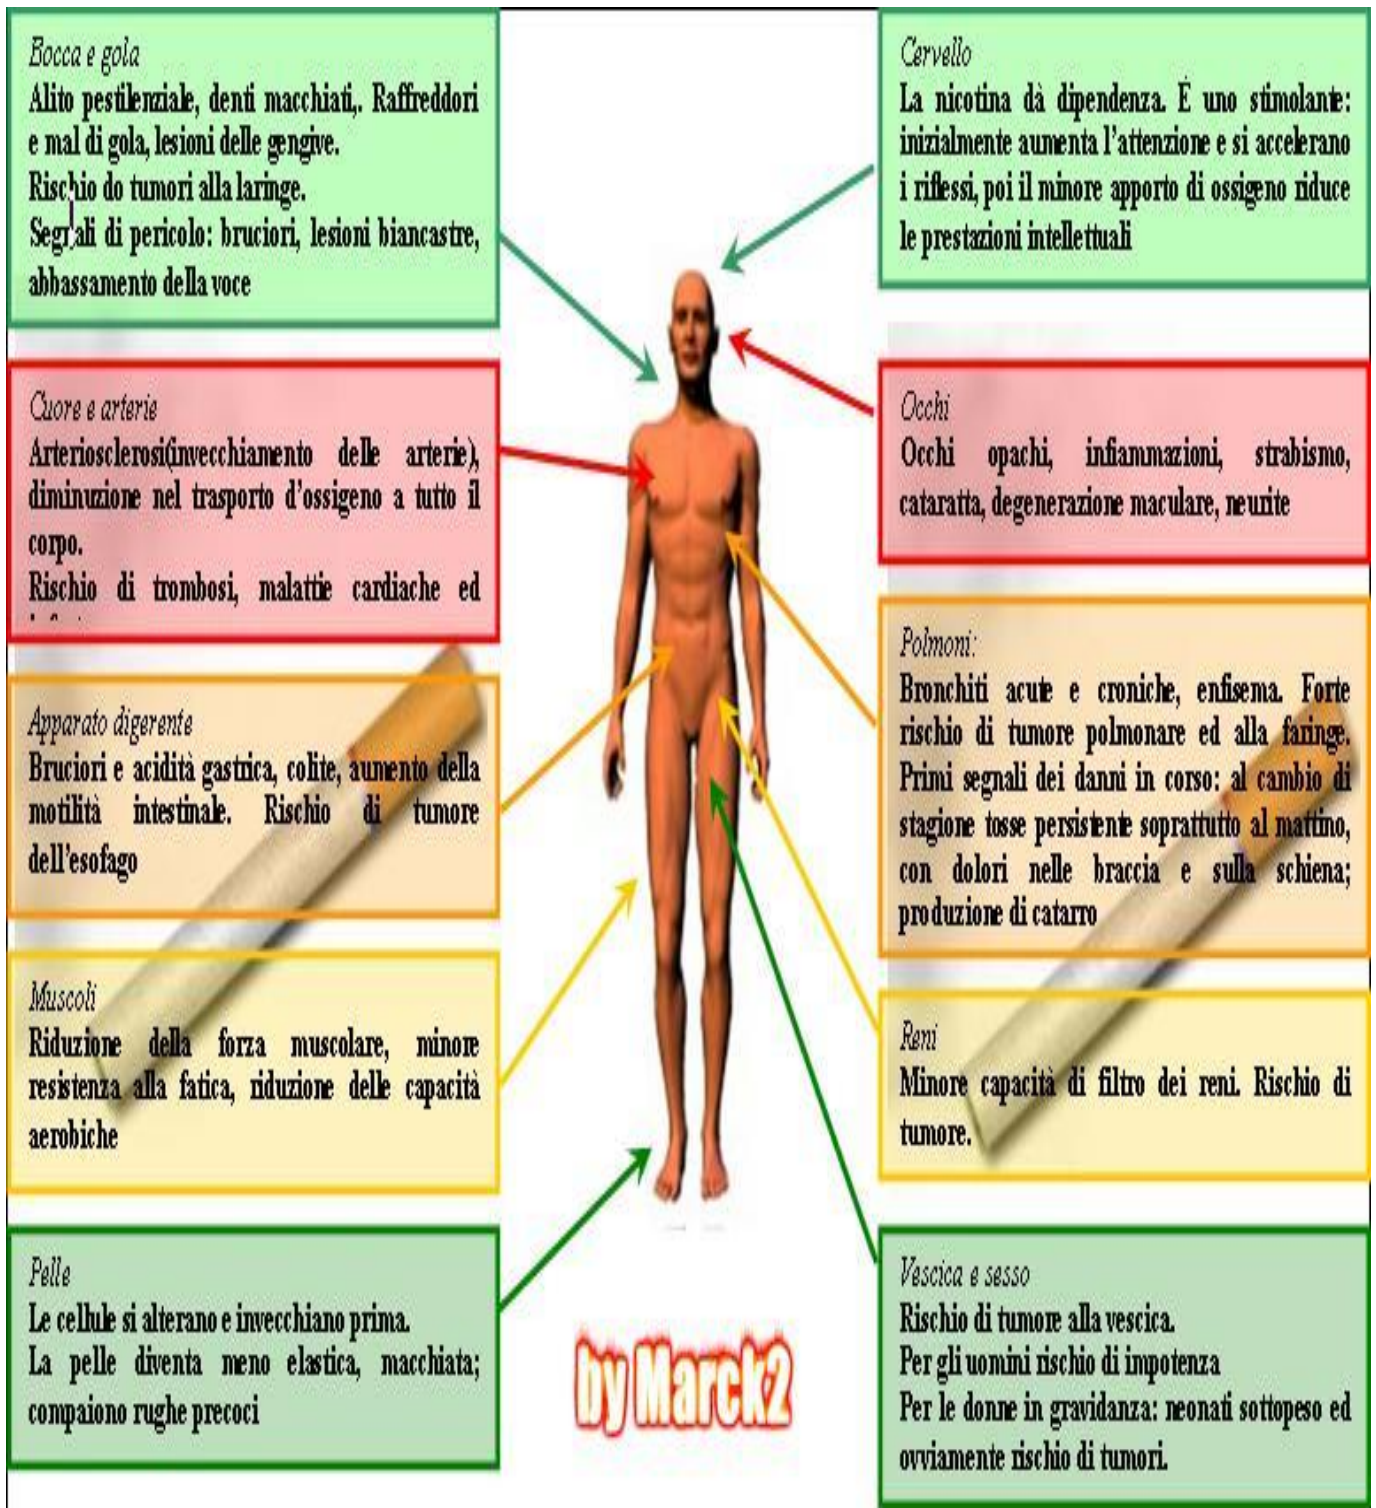 Bocca e gola
Alito pestilenziale, denti macchiati,. Raffreddori
e mal di gola, lesioni delle gengive.
Rischio do tumori alla laringe.
Segnali di pericolo: bruciori, lesioni biancastre,
abbassamento della voce
Cuore e arterie
Arteriosclerosi(invecchiamento delle arterie),
diminuzione nel trasporto d'ossigeno a tutto il
corpo.
Rischio di trombosi, malattie cardiache ed
Apparato digerente
Bruciori e acidità gastrica, colite, aumento della
motilità intestinale. Rischio di tumore
dell'esofago
Muscoli
Riduzione della forza muscolare, minore
resistenza alla fatica, riduzione delle capacità
aerobiche
Pelle
Le cellule si alterano e invecchiano prima.
La pelle diventa meno elastica, macchiata;
compaiono rughe precoci
Cervello
La nicotina dà dipendenza. È uno stimolante:
inizialmente aumenta l'attenzione e si accelerano
i riflessi, poi il minore apporto di ossigeno riduce
le prestazioni intellettuali
Occhi
Occhi opachi, infiammazioni, strabismo,
cataratta, degenerazione maculare, neurite
Polmoni:
Bronchiti acute e croniche, enfisema. Forte
rischio di tumore polmonare ed alla faringe.
Primi segnali dei danni in corso: al cambio di
stagione tosse persistente soprattutto al mattino,
con dolori nelle braccia e sulla schiena;
produzione di catarro
Reni
Minore capacità di filtro dei reni. Rischio di
tumore.
Vescica e sesso
Rischio di tumore alla vescica.
Per gli uomini rischio di impotenza
Per le donne in gravidanza: neonati sottopeso ed
ovviamente rischio di tumori.
by Marck2